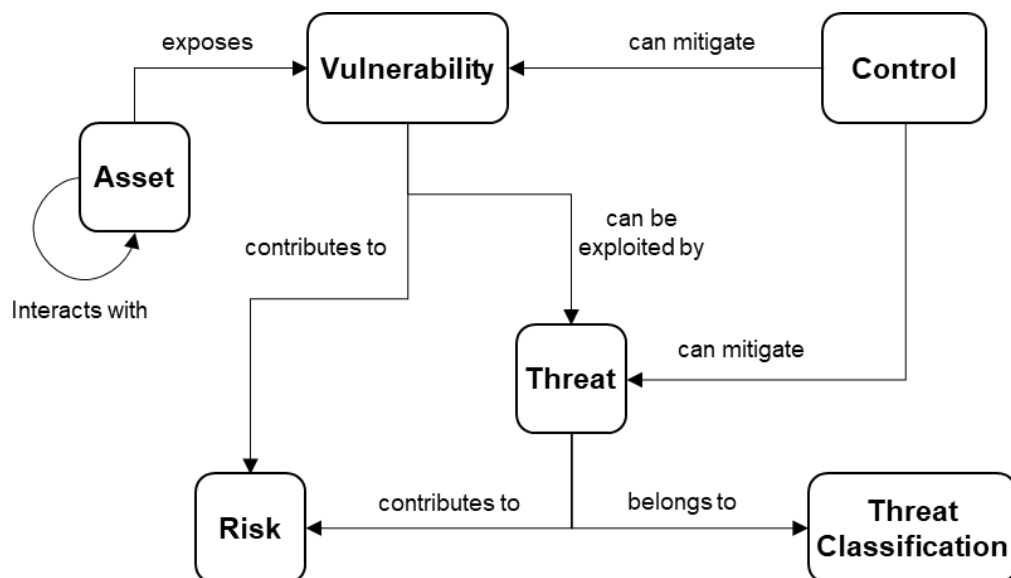 exposes
Vulnerability
can mitigate
Control
Asset
contributes to
can be
exploited by
Interacts with
Threat
can mitigate
Risk
contributes to
belongs to
Threat
Classification